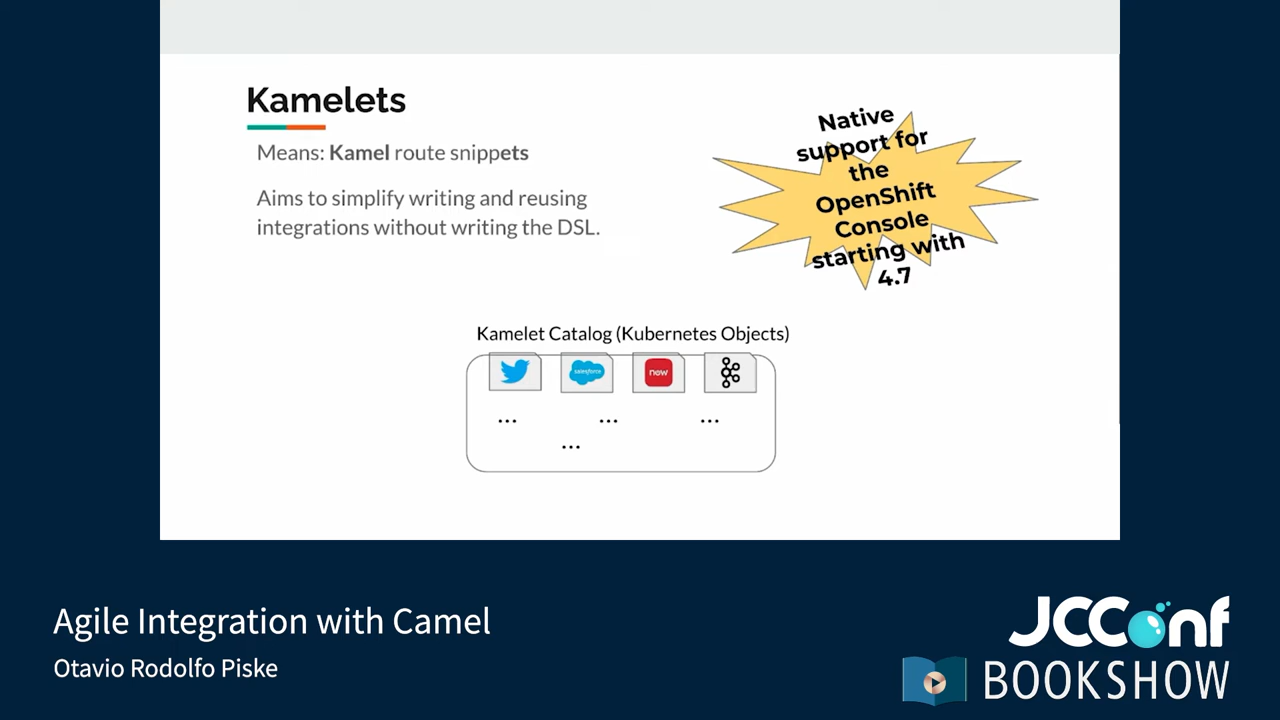 Kamelets
Means: Kamel route snippets
Aims to simplify writing and reusing
integrations without writing the DSL.
Native
support for
the
OpenShift
Console
starting with
4.7
Kamelet Catalog (Kubernetes Objects)
salesforce
now
... ... ...
...
Agile Integration with Camel
Otavio Rodolfo Piske
JCConf
BOOKSHOW